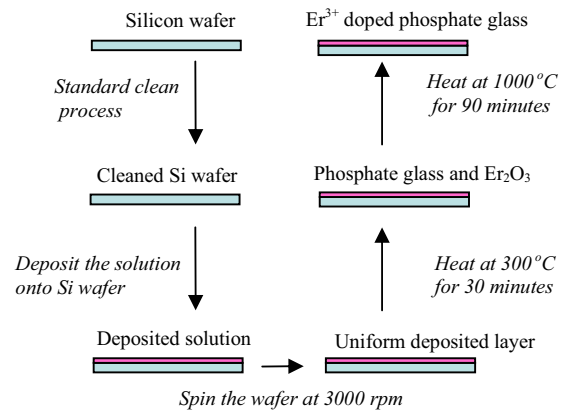 Silicon wafer
Standard clean
process
Cleaned Si wafer
Deposit the solution
onto Si wafer
Deposited solution
Spin the wafer at 3000 rpm
Uniform deposited layer
Heat at 300°C
for 30 minutes
Phosphate glass and Er₂O₃
Heat at 1000°C
for 90 minutes
Er³⁺ doped phosphate glass